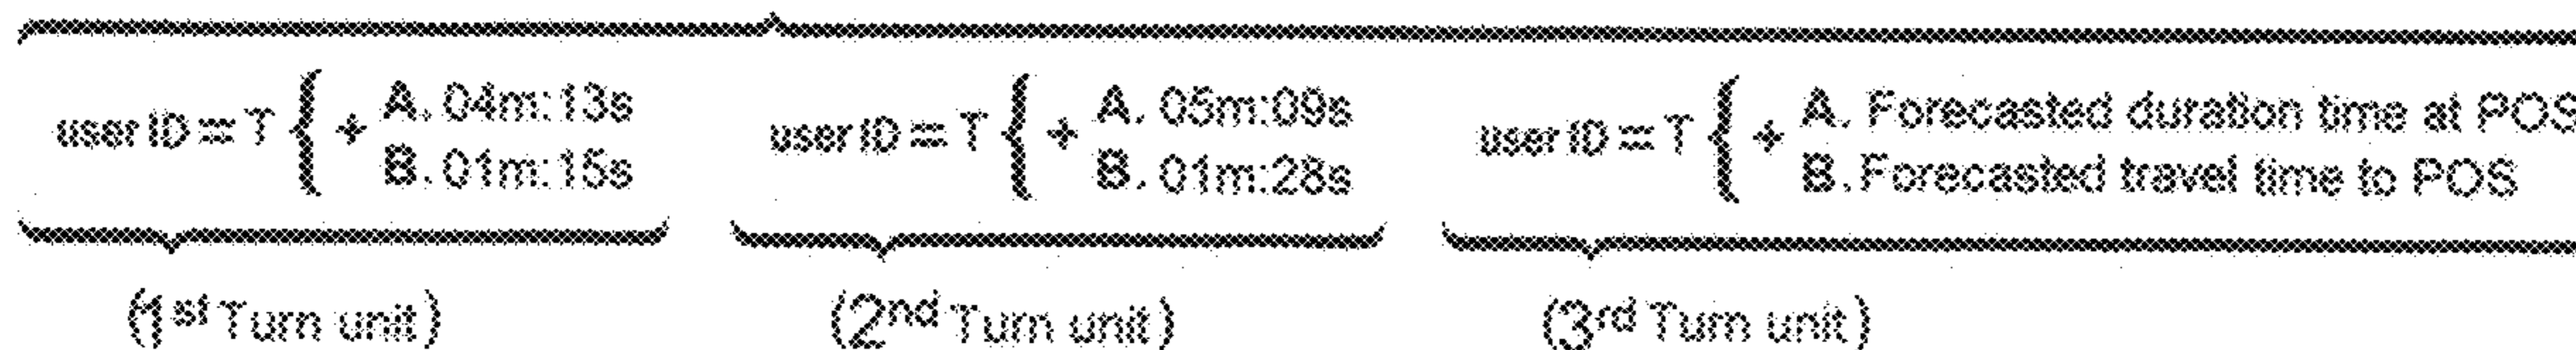 user ID = T { + A. 04m:13s
B. 01m:15s
user ID = T { + A. 05m:09s
B. 01m:28s
user ID = T { + A. Forecasted duration time at POS
B. Forecasted travel time to POS
(1st Turn unit)
(2nd Turn unit)
(3rd Turn unit)